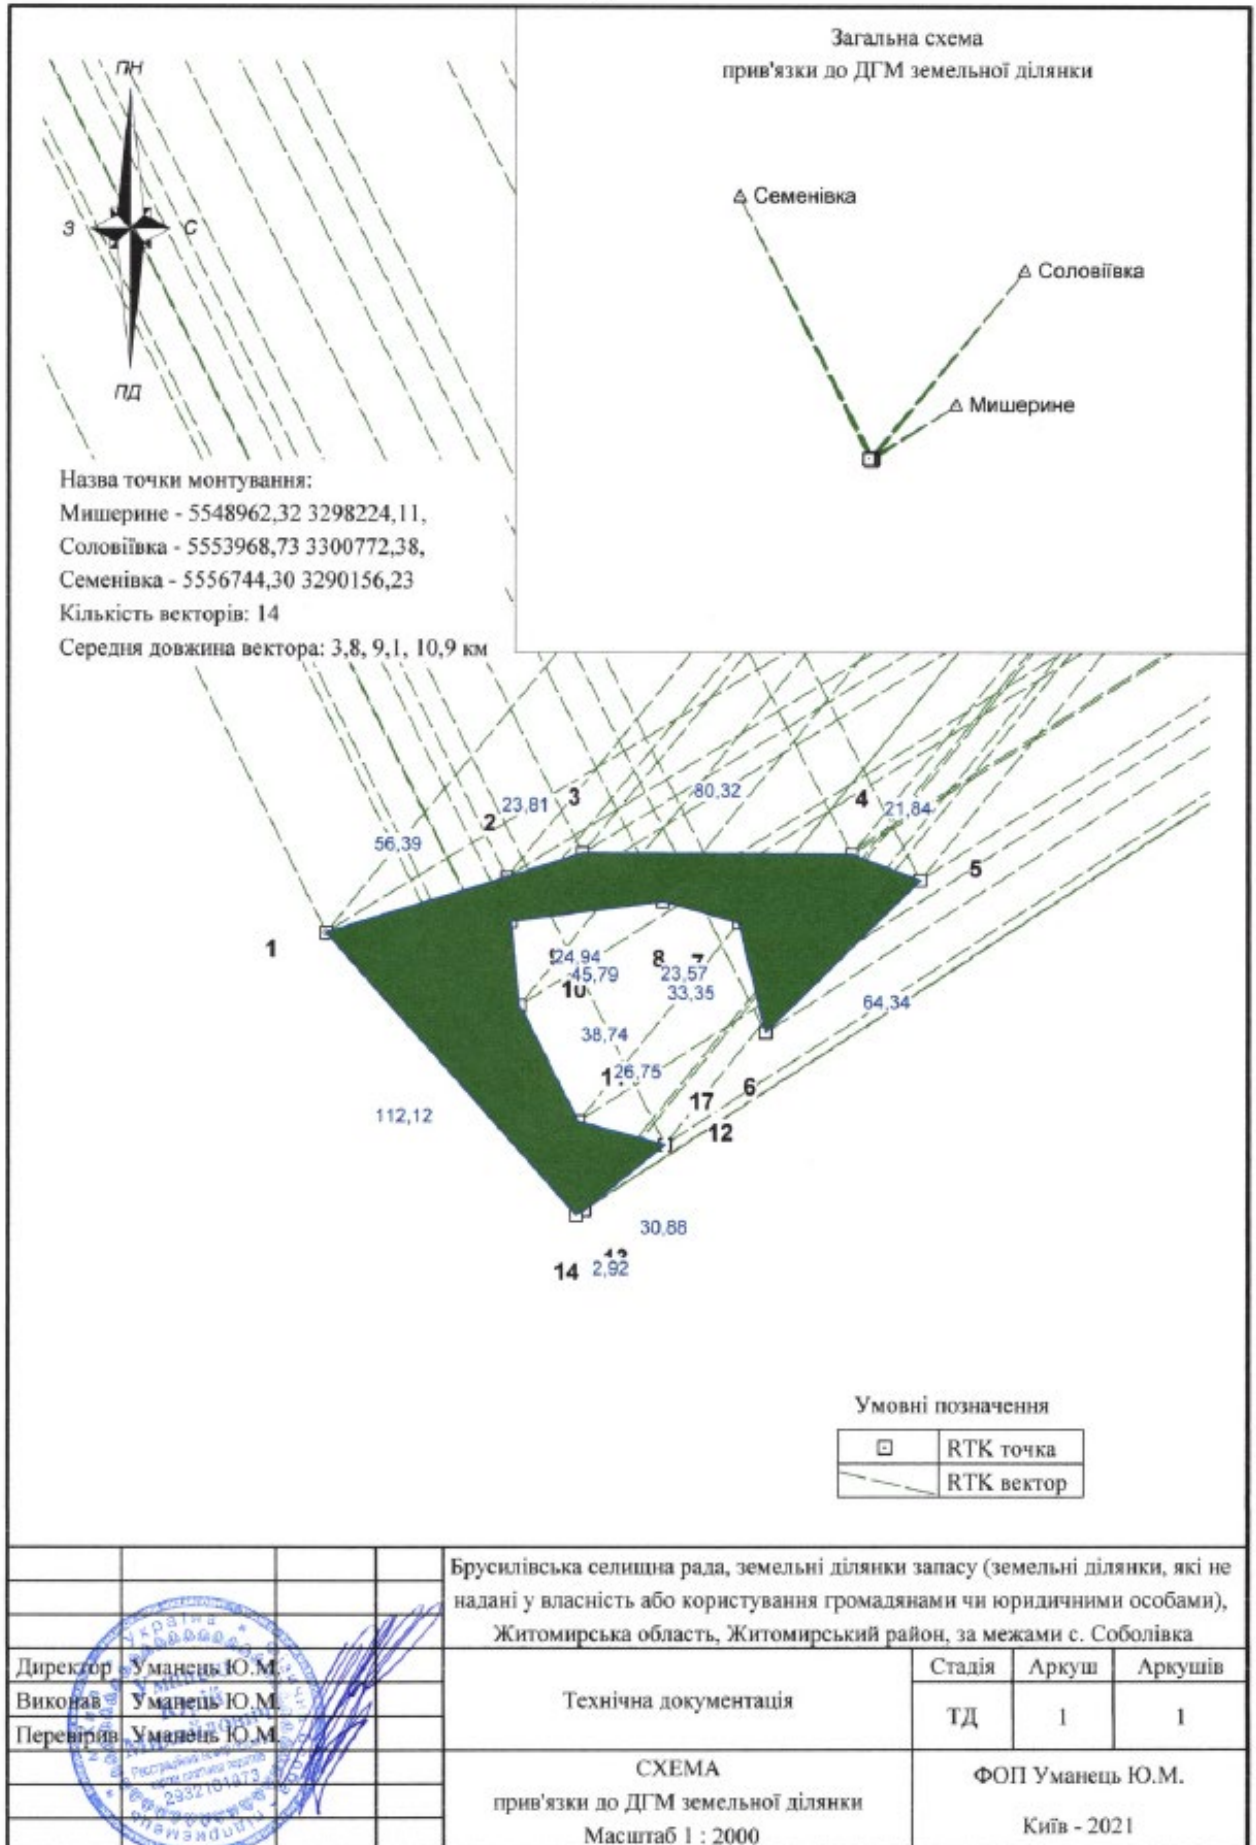 Загальна схема
прив'язки до ДГМ земельної ділянки
ПН
З
С
ПД
Семенівка
Соловіївка
Мишерине
Назва точки монтування:
Мишерине - 5548962,32 3298224,11,
Соловіївка - 5553968,73 3300772,38,
Семенівка - 5556744,30 3290156,23
Кількість векторів: 14
Середня довжина вектора: 3,8, 9,1, 10,9 км
3
80,32
4
23,81
21,84
2
56,39
5
1
24,94
8
45,79
23,57
10
33,35
64,34
38,74
26,75
6
17
112,12
12
30,88
14
2,92
Умовні позначення
RTK точка
RTK вектор
Брусилівська селищна рада, земельні ділянки запасу (земельні ділянки, які не
надані у власність або користування громадянами чи юридичними особами),
Житомирська область, Житомирський район, за межами с. Соболівка
Директор Уманець Ю.М.
Виконав Уманець Ю.М.
Перевірив Уманець Ю.М.
Технічна документація
Стадія Аркуш Аркушів
ТД 1 1
СХЕМА
прив'язки до ДГМ земельної ділянки
Масштаб 1 : 2000
ФОП Уманець Ю.М.
Київ - 2021
Україна